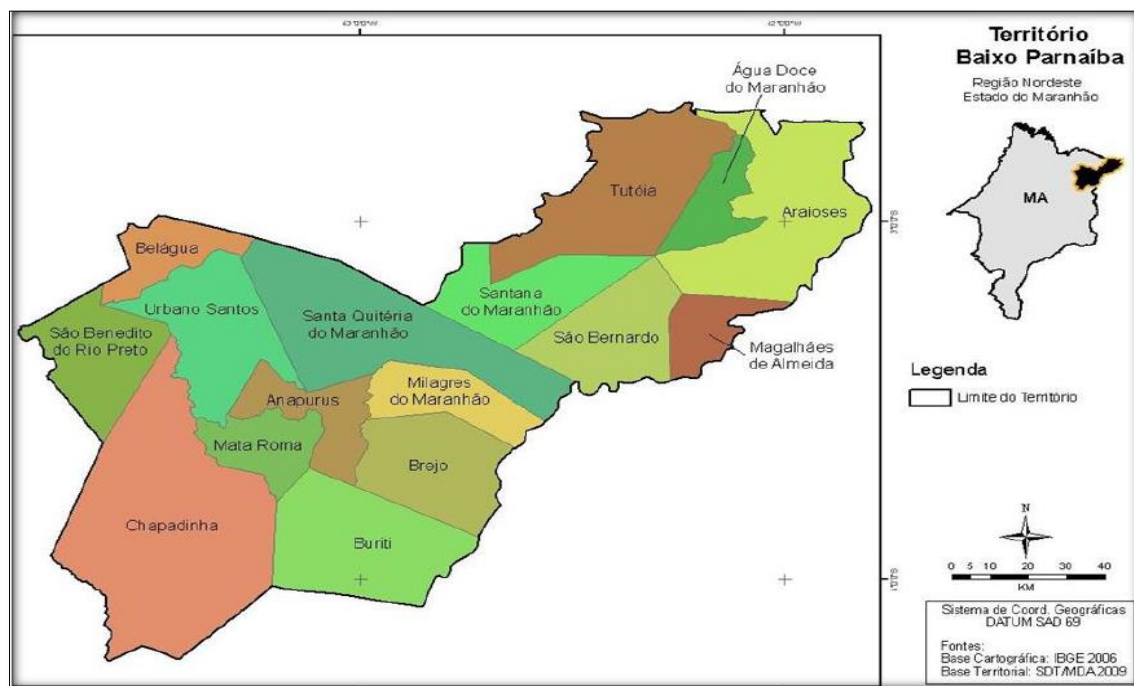 Território
Baixo Parnaíba
Região Nordeste
Estado do Maranhão
MA
Água Doce
do Maranhão
Tutóia
Araioses
Belágua
Urbano Santos
Santa Quitéria
do Maranhão
Santana
do Maranhão
São Benedito
do Rio Preto
São Bernardo
Magalhães
de Almeida
Anapurus
Milagres
do Maranhão
Mata Roma
Brejo
Chapadinha
Buriti
Legenda
Limite do Território
N
0 5 10 20 30 40
KM
Sistema de Coord. Geográficas
DATUM SAD 69
Fontes:
Base Cartográfica: IBGE 2006
Base Territorial: SDT/MDA 2009